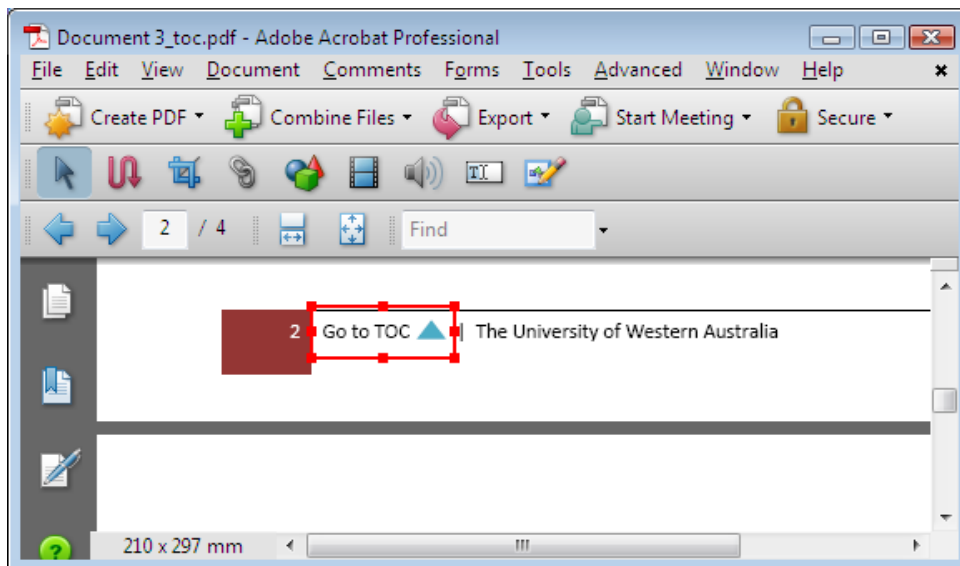 Document 3_toc.pdf - Adobe Acrobat Professional
File Edit View Document Comments Forms Tools Advanced Window Help
Create PDF Combine Files Export Start Meeting Secure
TI
2 / 4 Find
2 Go to TOC | The University of Western Australia
?
210 x 297 mm